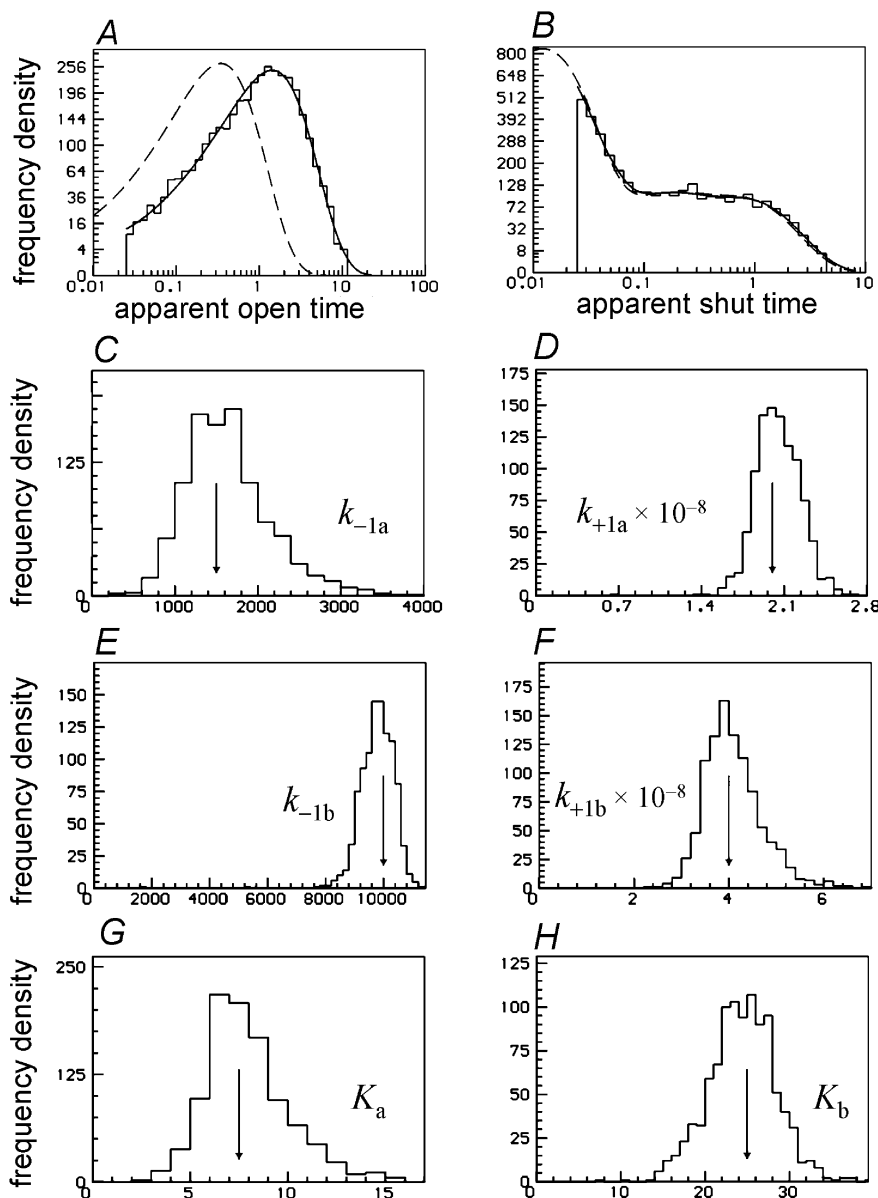 A
frequency density
256
196
144
100
64
36
16
4
0
0.01 0.1 1 10 100
apparent open time
B
800
648
512
392
288
200
128
72
32
8
0
0.01 0.1 1 10
apparent shut time
C
frequency density
125
0
0 1000 2000 3000 4000
k−1a
D
175
150
125
100
75
50
25
0
0 0.7 1.4 2.1 2.8
k+1a × 10−8
E
frequency density
150
125
100
75
50
25
0
0 2000 4000 6000 8000 10000
k−1b
F
175
150
125
100
75
50
25
0
0 2 4 6
k+1b × 10−8
G
frequency density
250
125
0
5 10 15
Ka
H
125
100
75
50
25
0
0 10 20 30
Kb